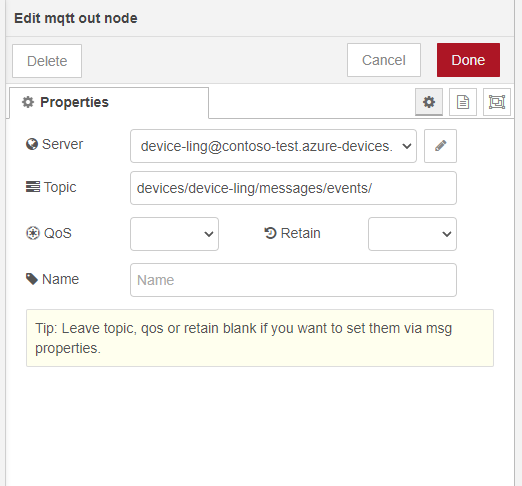 Edit mqtt out node
Delete
Cancel
Done
Properties
Server
device-ling@contoso-test.azure-devices.
Topic
devices/device-ling/messages/events/
QoS
Retain
Name
Name
Tip: Leave topic, qos or retain blank if you want to set them via msg
properties.